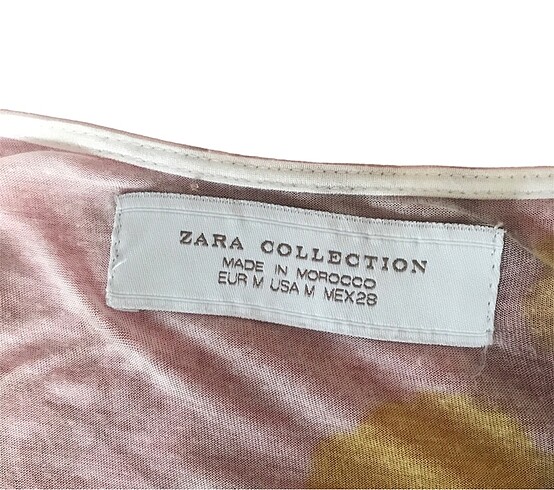 ZARA COLLECTION
MADE IN MOROCCO
EUR M USA M MEX28